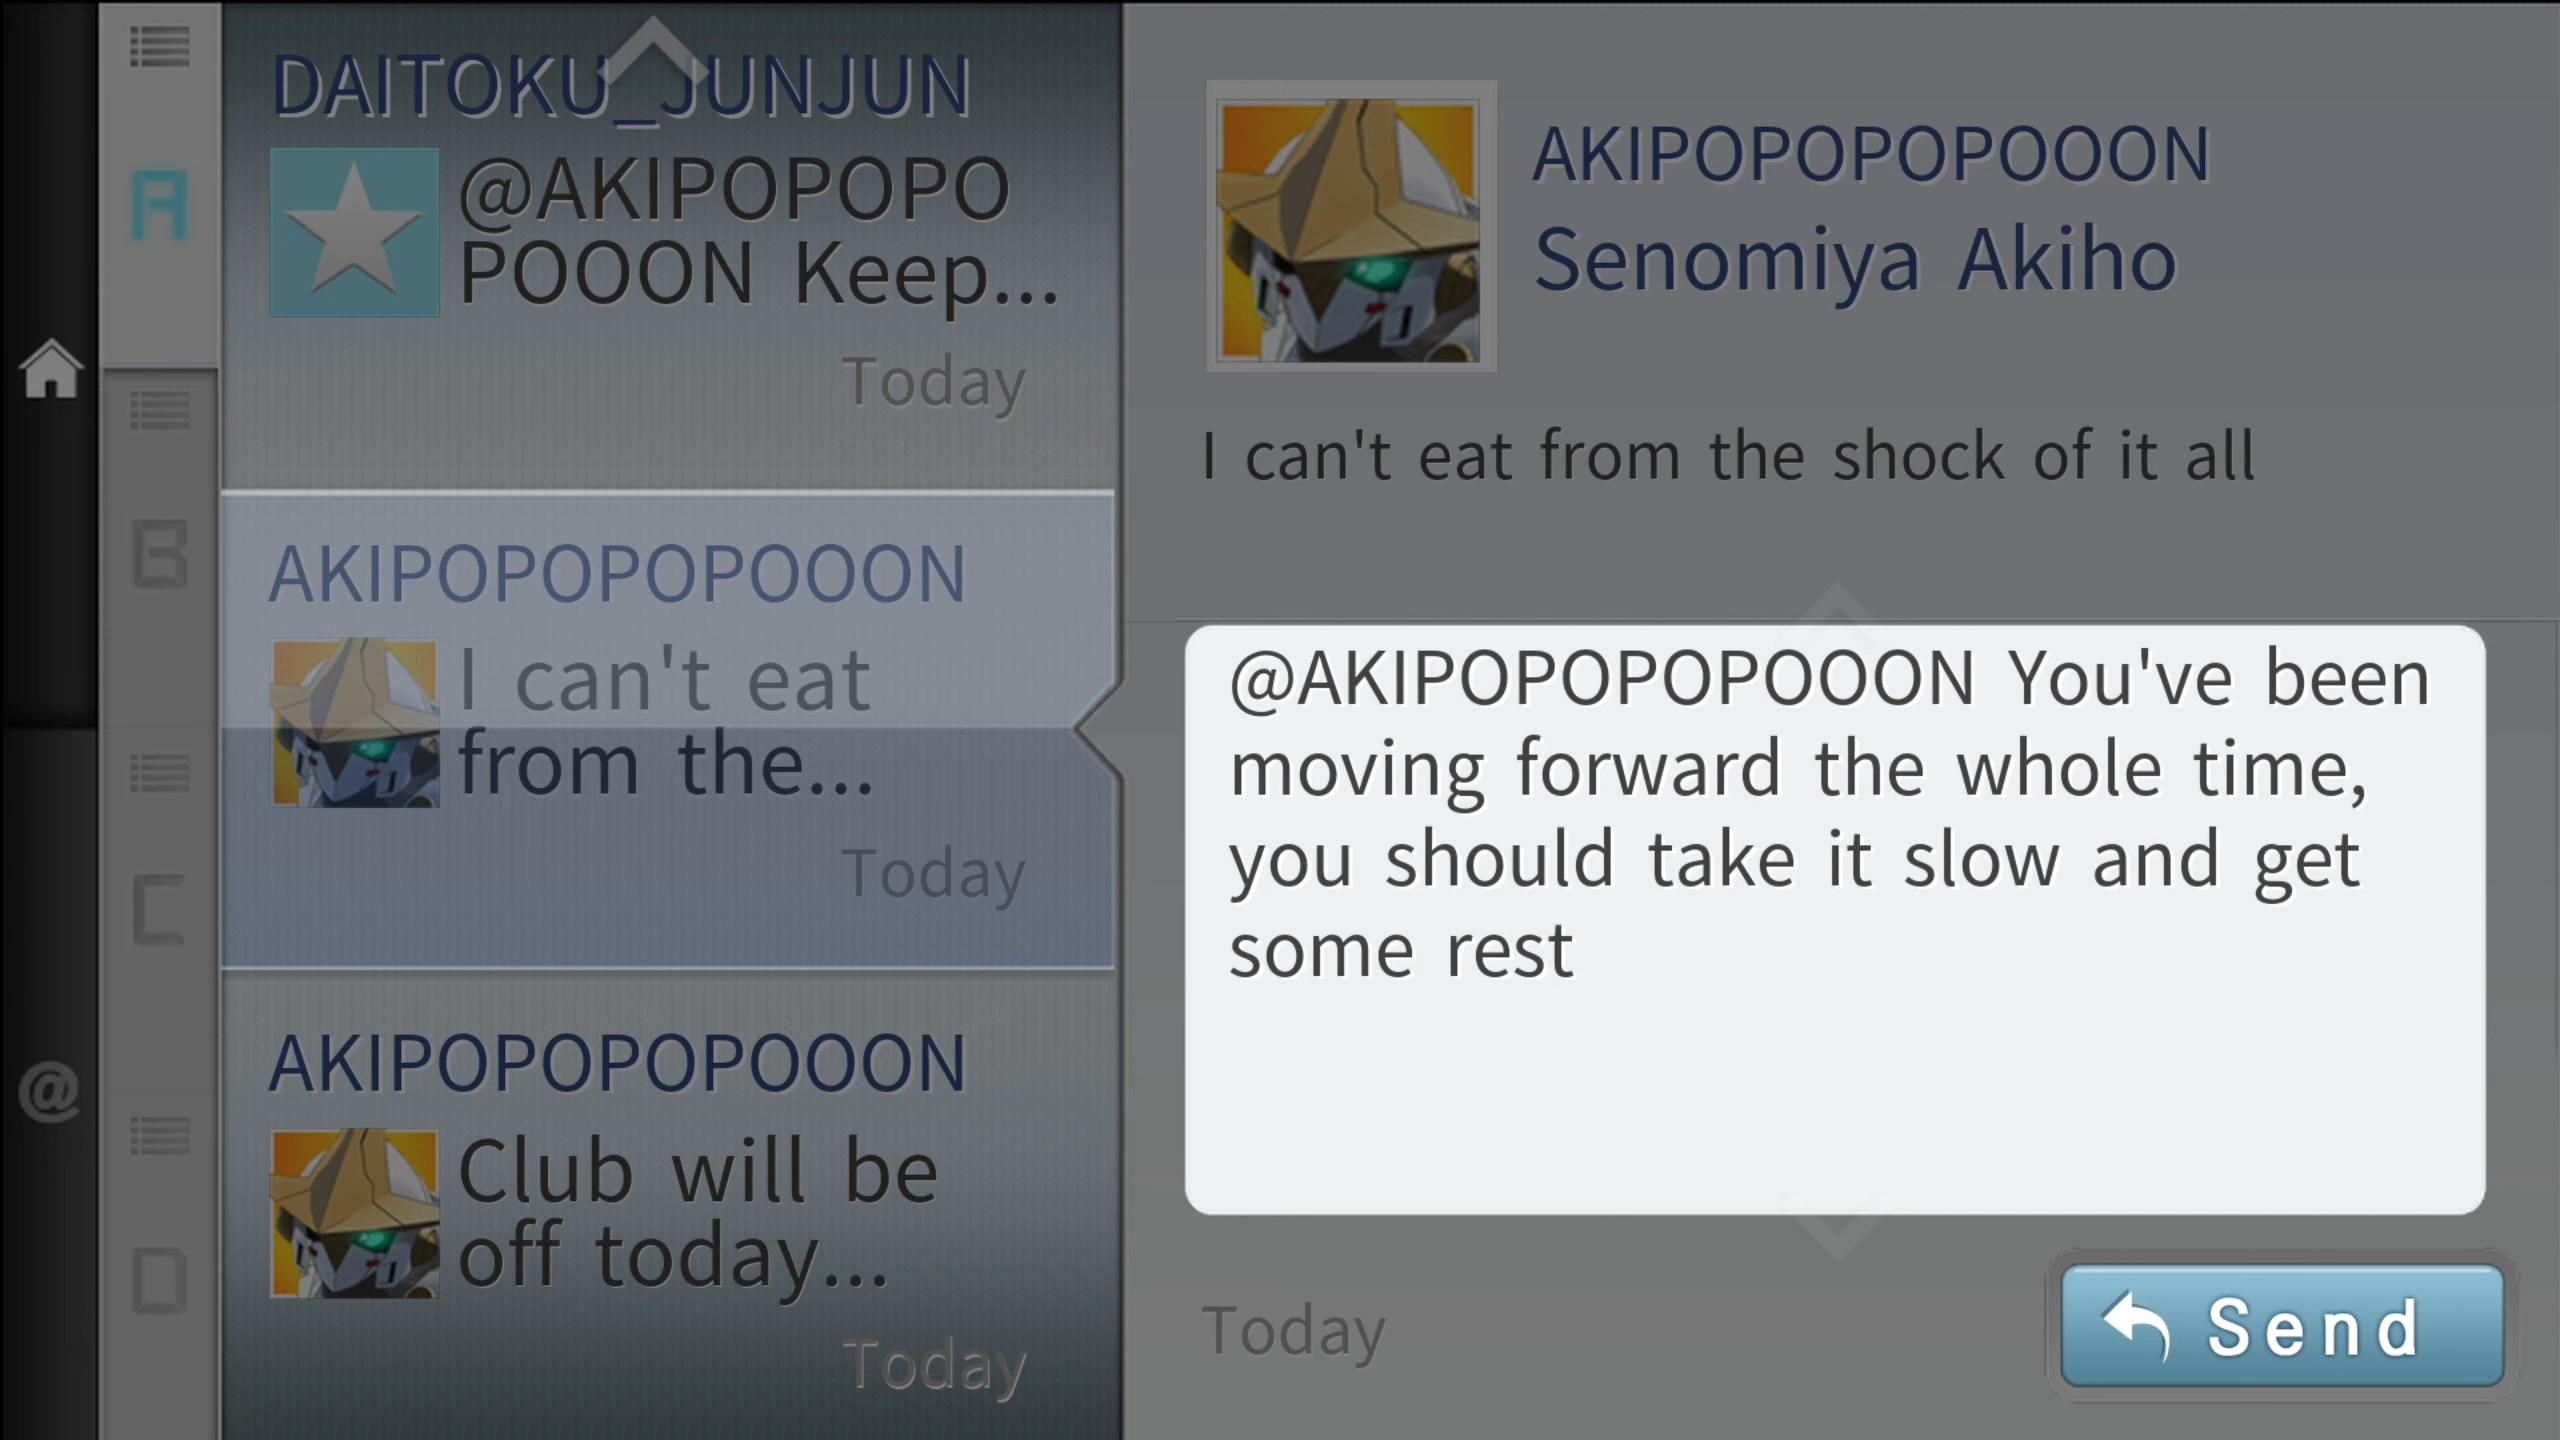 DAITOKU_JUNJUN
@AKIPOPOPO
POOON Keep...
Today
AKIPOPOPOPOOON
I can't eat
from the...
Today
AKIPOPOPOPOOON
Club will be
off today...
Today
A
B
C
D
@
AKIPOPOPOPOOON
Senomiya Akiho
I can't eat from the shock of it all
@AKIPOPOPOPOOON You've been
moving forward the whole time,
you should take it slow and get
some rest
Today
Send